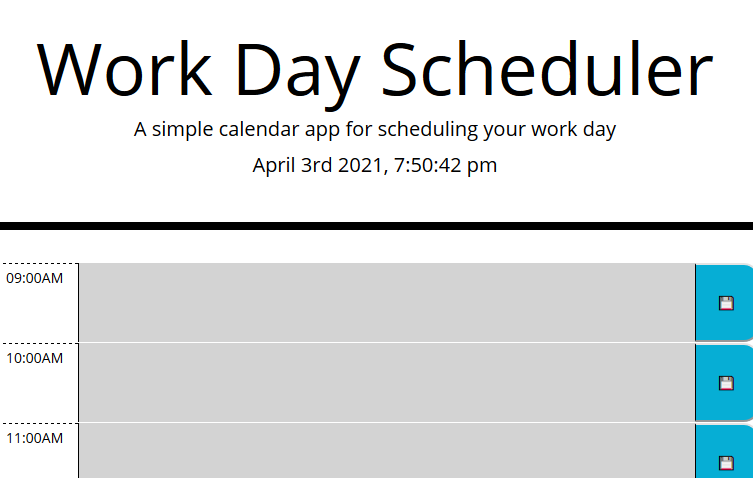 Work Day Scheduler
A simple calendar app for scheduling your work day
April 3rd 2021, 7:50:42 pm
09:00AM
10:00AM
11:00AM